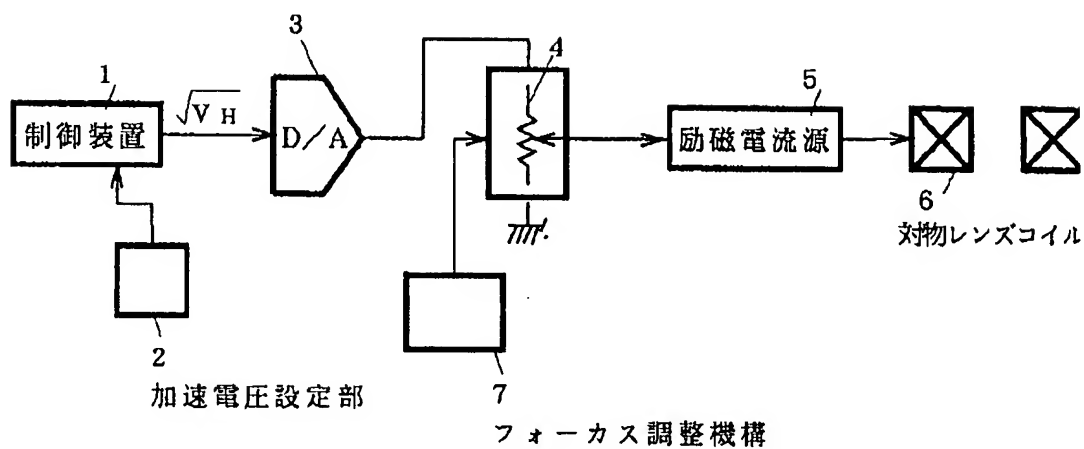 1
制御装置
√VH
3
D/A
4
5
励磁電流源
6
対物レンズコイル
2
加速電圧設定部
7
フォーカス調整機構